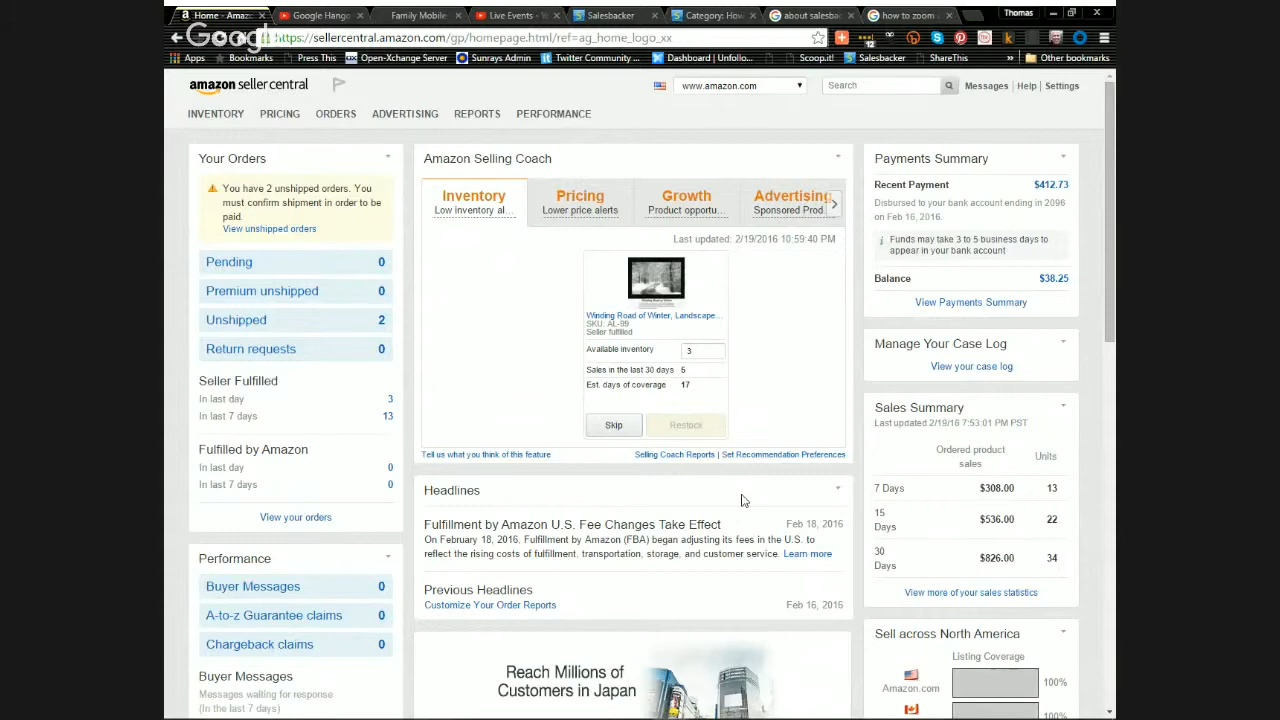 Home - Amaz
Google Hango
Family Mobile
Live Events - Y
Salesbacker
Category: How
about salesba
how to zoom
Thomas
Google
https://sellercentral.amazon.com/gp/homepage.html/ref=ag_home_logo_xx
Apps
Bookmarks
Press This
Open-Xchange Server
Sunrays Admin
Twitter Community ...
Dashboard | Unfollo...
Scoop.it!
Salesbacker
ShareThis
»
Other bookmarks
amazon seller central
www.amazon.com
Search
Messages | Help | Settings
INVENTORY PRICING ORDERS ADVERTISING REPORTS PERFORMANCE
Your Orders
You have 2 unshipped orders. You
must confirm shipment in order to be
paid.
View unshipped orders
Pending 0
Premium unshipped 0
Unshipped 2
Return requests 0
Seller Fulfilled
In last day 3
In last 7 days 13
Fulfilled by Amazon
In last day 0
In last 7 days 0
View your orders
Performance
Buyer Messages 0
A-to-z Guarantee claims 0
Chargeback claims 0
Buyer Messages
Messages waiting for response
(In last 7 days)
Amazon Selling Coach
Inventory
Low inventory al...
Pricing
Lower price alerts
Growth
Product opportu...
Advertising
Sponsored Prod
Last updated: 2/19/2016 10:59:40 PM
Winding Road of Winter, Landscape...
SKU: AL-99
Seller fulfilled
Available inventory 3
Sales in the last 30 days 5
Est. days of coverage 17
Skip
Restock
Tell us what you think of this feature
Selling Coach Reports | Set Recommendation Preferences
Headlines
Fulfillment by Amazon U.S. Fee Changes Take Effect Feb 18, 2016
On February 18, 2016, Fulfillment by Amazon (FBA) began adjusting its fees in the U.S. to
reflect the rising costs of fulfillment, transportation, storage, and customer service. Learn more
Previous Headlines
Customize Your Order Reports Feb 16, 2016
Reach Millions of
Customers in Japan
Payments Summary
Recent Payment $412.73
Disbursed to your bank account ending in 2096
on Feb 16, 2016.
Funds may take 3 to 5 business days to
appear in your bank account
Balance $38.25
View Payments Summary
Manage Your Case Log
View your case log
Sales Summary
Last updated 2/19/16 7:53:01 PM PST
Ordered product
sales
Units
7 Days $308.00 13
15
Days
$536.00 22
30
Days
$826.00 34
View more of your sales statistics
Sell across North America
Listing Coverage
Amazon.com
100%
100%